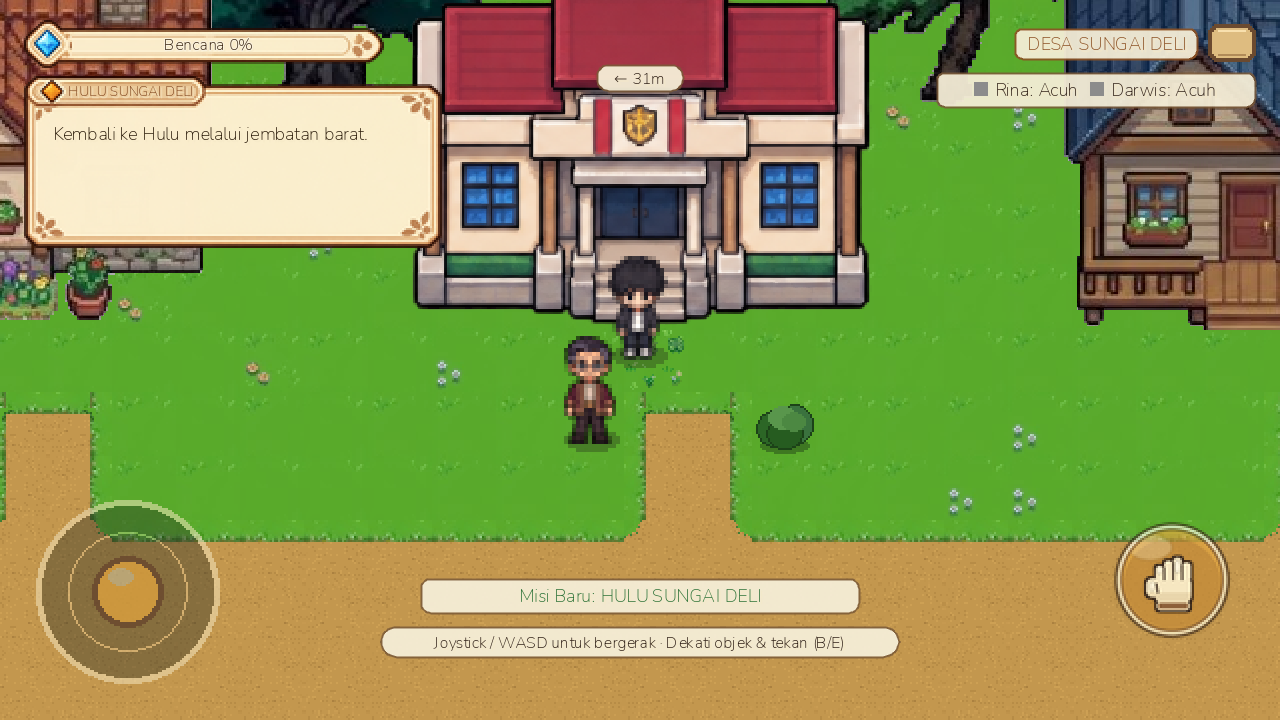 Bencana 0%
HULU SUNGAI DELI
Kembali ke Hulu melalui jembatan barat.
← 31m
DESA SUNGAI DELI
Rina: Acuh Darwis: Acuh
Misi Baru: HULU SUNGAI DELI
Joystick / WASD untuk bergerak · Dekati objek & tekan (B/E)